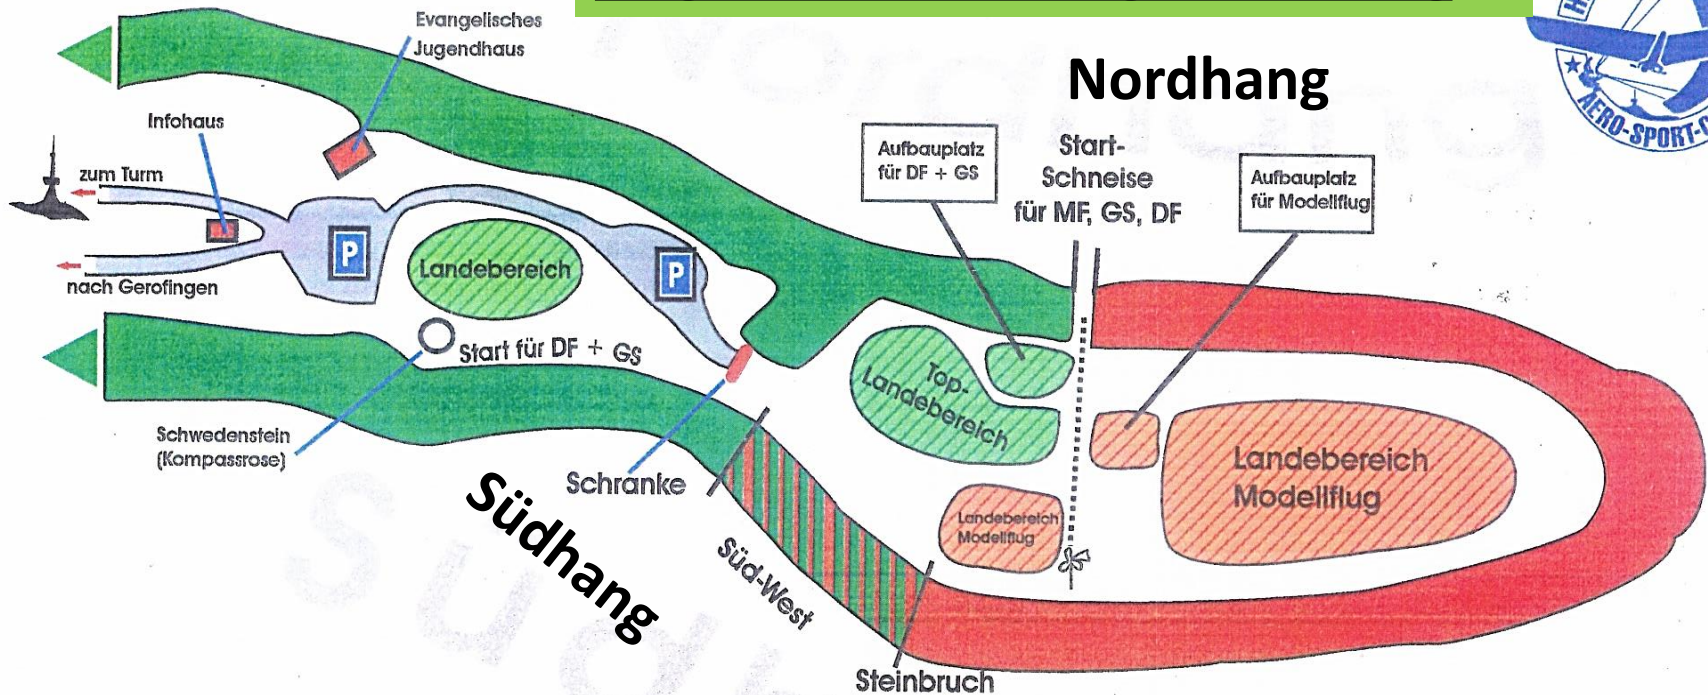 Evangelisches
Jugendhaus
Nordhang
Infohaus
AERO-SPORT-
Aufbauplatz
für DF + GS
Start-
Schneise
für MF, GS, DF
Aufbauplatz
für Modellflug
zum Turm
P
P
Landebereich
nach Gerofingen
Start für DF + GS
Top-
Landebereich
Schwedenstein
(Kompassrose)
Schranke
Landebereich
Modellflug
Landebereich
Modellflug
Südhang
Süd-West
Steinbruch